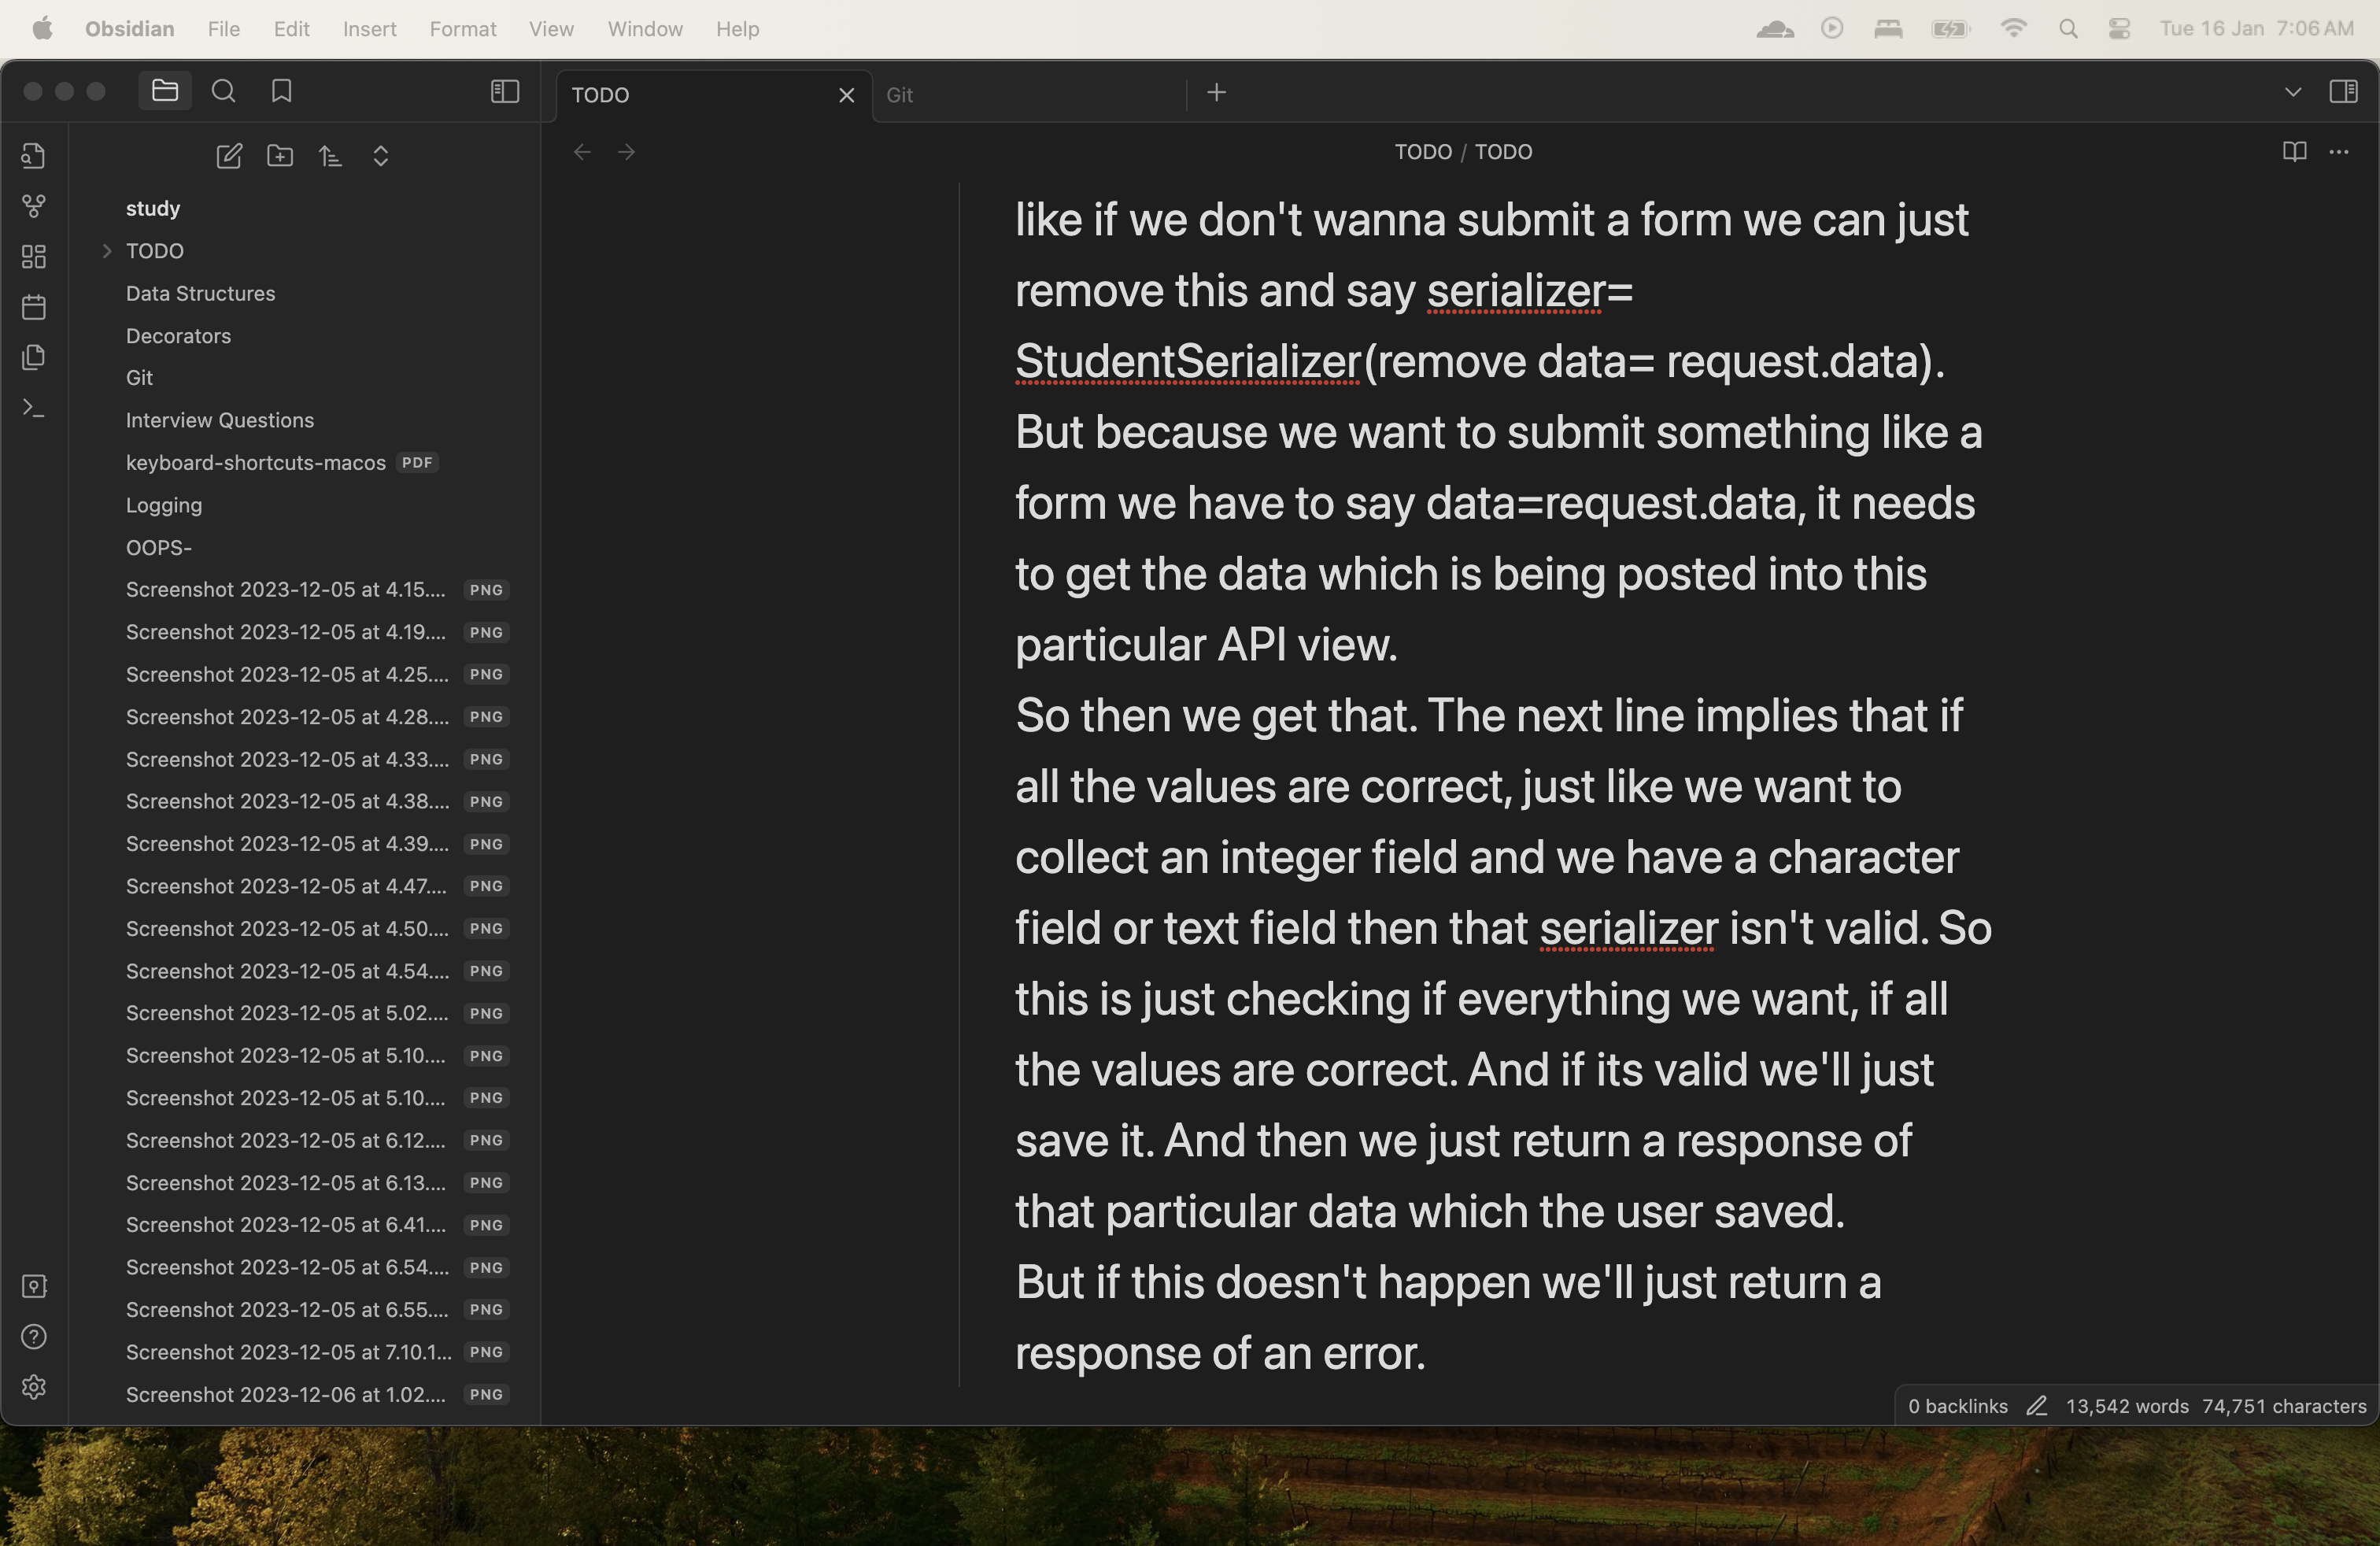 Obsidian File Edit Insert Format View Window Help Tue 16 Jan 7:06 AM
TODO Git
TODO / TODO
study
TODO
Data Structures
Decorators
Git
Interview Questions
keyboard-shortcuts-macos PDF
Logging
OOPS-
Screenshot 2023-12-05 at 4.15.... PNG
Screenshot 2023-12-05 at 4.19.... PNG
Screenshot 2023-12-05 at 4.25.... PNG
Screenshot 2023-12-05 at 4.28.... PNG
Screenshot 2023-12-05 at 4.33.... PNG
Screenshot 2023-12-05 at 4.38.... PNG
Screenshot 2023-12-05 at 4.39.... PNG
Screenshot 2023-12-05 at 4.47.... PNG
Screenshot 2023-12-05 at 4.50.... PNG
Screenshot 2023-12-05 at 4.54.... PNG
Screenshot 2023-12-05 at 5.02.... PNG
Screenshot 2023-12-05 at 5.10.... PNG
Screenshot 2023-12-05 at 5.10.... PNG
Screenshot 2023-12-05 at 6.12.... PNG
Screenshot 2023-12-05 at 6.13.... PNG
Screenshot 2023-12-05 at 6.41.... PNG
Screenshot 2023-12-05 at 6.54.... PNG
Screenshot 2023-12-05 at 6.55.... PNG
Screenshot 2023-12-05 at 7.10.1... PNG
Screenshot 2023-12-06 at 1.02.... PNG
like if we don't wanna submit a form we can just
remove this and say serializer=
StudentSerializer(remove data= request.data).
But because we want to submit something like a
form we have to say data=request.data, it needs
to get the data which is being posted into this
particular API view.
So then we get that. The next line implies that if
all the values are correct, just like we want to
collect an integer field and we have a character
field or text field then that serializer isn't valid. So
this is just checking if everything we want, if all
the values are correct. And if its valid we'll just
save it. And then we just return a response of
that particular data which the user saved.
But if this doesn't happen we'll just return a
response of an error.
0 backlinks 13,542 words 74,751 characters